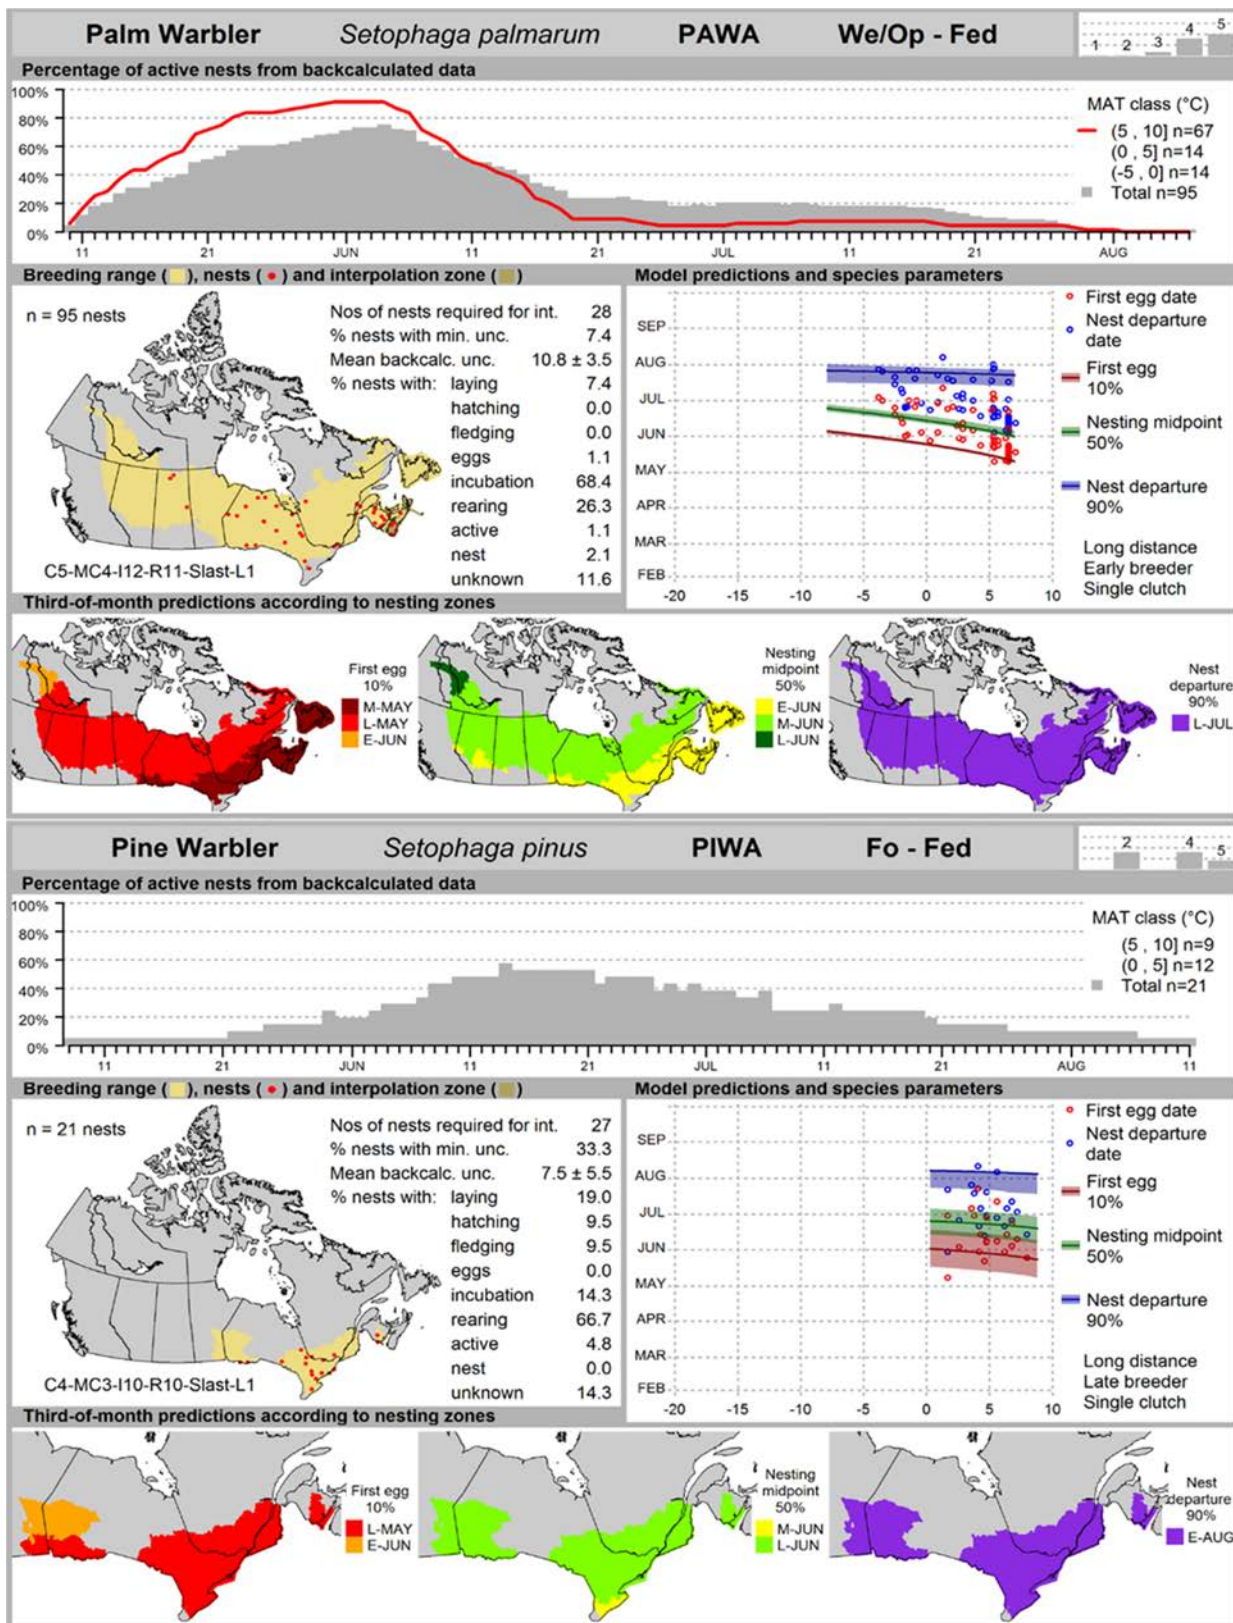 Palm Warbler Setophaga palmarum PAWA We/Op - Fed
1 2 3 4 5
Percentage of active nests from backcalculated data
100%
80%
60%
40%
20%
0%
MAT class (°C)
(5 , 10] n=67
(0 , 5] n=14
(-5 , 0] n=14
Total n=95
11 21 JUN 11 21 JUL 11 21 AUG
Breeding range ( ), nests ( ) and interpolation zone ( )
n = 95 nests
Nos of nests required for int. 28
% nests with min. unc. 7.4
Mean backcalc. unc. 10.8 ± 3.5
% nests with: laying 7.4
hatching 0.0
fledging 0.0
eggs 1.1
incubation 68.4
rearing 26.3
active 1.1
nest 2.1
unknown 11.6
C5-MC4-I12-R11-Slast-L1
Model predictions and species parameters
SEP
AUG
JUL
JUN
MAY
APR
MAR
FEB
-20 -15 -10 -5 0 5 10
First egg date
Nest departure
date
First egg
10%
Nesting midpoint
50%
Nest departure
90%
Long distance
Early breeder
Single clutch
Third-of-month predictions according to nesting zones
First egg
10%
M-MAY
L-MAY
E-JUN
Nesting
midpoint
50%
E-JUN
M-JUN
L-JUN
Nest
departure
90%
L-JUL
Pine Warbler Setophaga pinus PIWA Fo - Fed
2 4 5
Percentage of active nests from backcalculated data
100%
80%
60%
40%
20%
0%
MAT class (°C)
(5 , 10] n=9
(0 , 5] n=12
Total n=21
11 21 JUN 11 21 JUL 11 21 AUG 11
Breeding range ( ), nests ( ) and interpolation zone ( )
n = 21 nests
Nos of nests required for int. 27
% nests with min. unc. 33.3
Mean backcalc. unc. 7.5 ± 5.5
% nests with: laying 19.0
hatching 9.5
fledging 9.5
eggs 0.0
incubation 14.3
rearing 66.7
active 4.8
nest 0.0
unknown 14.3
C4-MC3-I10-R10-Slast-L1
Model predictions and species parameters
SEP
AUG
JUL
JUN
MAY
APR
MAR
FEB
-20 -15 -10 -5 0 5 10
First egg date
Nest departure
date
First egg
10%
Nesting midpoint
50%
Nest departure
90%
Long distance
Late breeder
Single clutch
Third-of-month predictions according to nesting zones
First egg
10%
L-MAY
E-JUN
Nesting
midpoint
50%
M-JUN
L-JUN
Nest
departure
90%
E-AUG